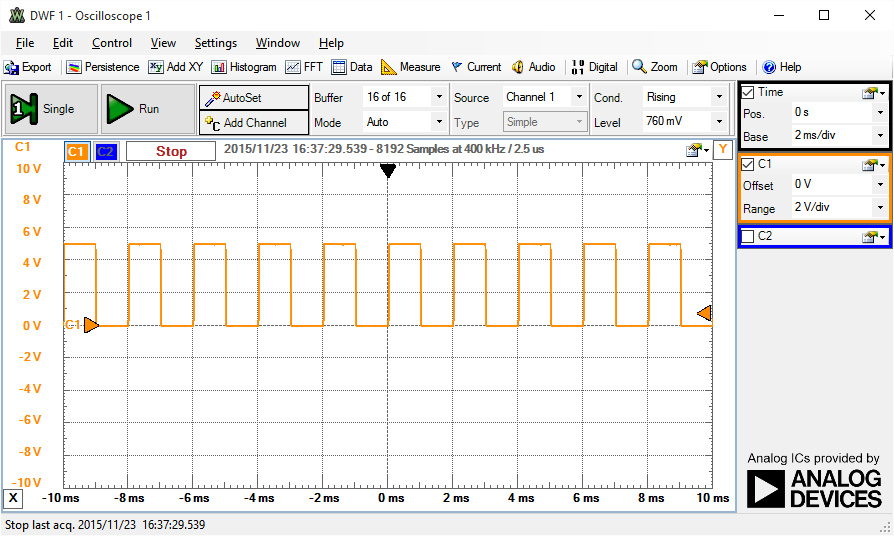 DWF 1 - Oscilloscope 1
File Edit Control View Settings Window Help
Export Persistence Add XY Histogram FFT Data Measure Current Audio Digital Zoom Options Help
Single Run AutoSet Buffer 16 of 16 Source Channel 1 Cond. Rising
Add Channel Mode Auto Type Simple Level 760 mV
Time
Pos. 0 s
Base 2 ms/div
C1
Offset 0 V
Range 2 V/div
C2
C1 C1 C2 Stop 2015/11/23 16:37:29.539 - 8192 Samples at 400 kHz / 2.5 us Y
10 V
8 V
6 V
4 V
2 V
0 V C1
-2 V
-4 V
-6 V
-8 V
-10 V
X -10 ms -8 ms -6 ms -4 ms -2 ms 0 ms 2 ms 4 ms 6 ms 8 ms 10 ms
Analog ICs provided by
ANALOG
DEVICES
Stop last acq. 2015/11/23 16:37:29.539